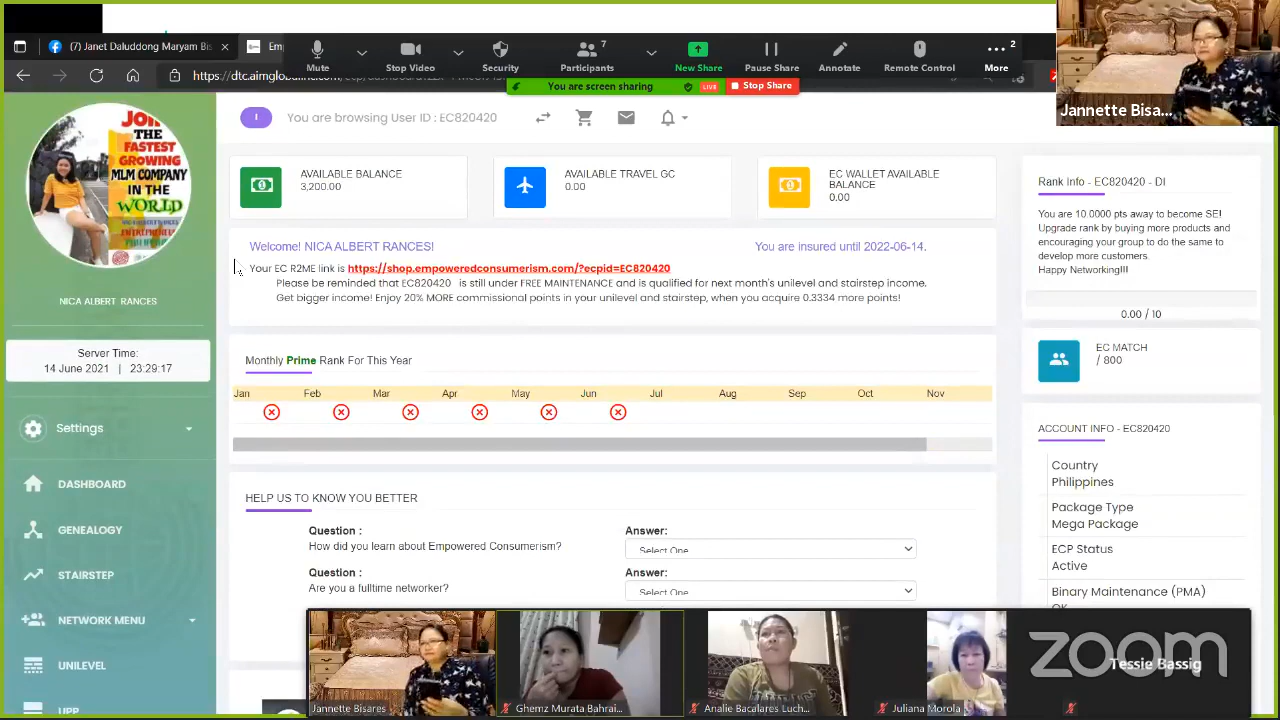 (7) Janet Daluddong Maryam Bis
Em
Mute
Stop Video
Security
Participants
7
New Share
Pause Share
Annotate
Remote Control
More
2
https://dtc.aimgloba
You are screen sharing
LIVE
Stop Share
Jannette Bisa...
JOIN
THE
FASTEST
GROWING
MLM COMPANY
IN THE
WORLD
NICA ALBERT RANCES
Server Time:
14 June 2021 | 23:29:17
Settings
DASHBOARD
GENEALOGY
STAIRSTEP
NETWORK MENU
UNILEVEL
UPP
I
You are browsing User ID : EC820420
AVAILABLE BALANCE
3,200.00
AVAILABLE TRAVEL GC
0.00
EC WALLET AVAILABLE
BALANCE
0.00
Welcome! NICA ALBERT RANCES!
You are insured until 2022-06-14.
Your EC R2ME link is https://shop.empoweredconsumerism.com/?ecpid=EC820420
Please be reminded that EC820420 is still under FREE MAINTENANCE and is qualified for next month's unilevel and stairstep income.
Get bigger income! Enjoy 20% MORE commissional points in your unilevel and stairstep, when you acquire 0.3334 more points!
Monthly Prime Rank For This Year
Jan Feb Mar Apr May Jun Jul Aug Sep Oct Nov
HELP US TO KNOW YOU BETTER
Question :
Answer:
How did you learn about Empowered Consumerism?
Select One
Question :
Answer:
Are you a fulltime networker?
Select One
Rank Info - EC820420 - DI
You are 10.0000 pts away to become SE!
Upgrade rank by buying more products and
encouraging your group to do the same to
develop more customers.
Happy Networking!!!
0.00 / 10
EC MATCH
/ 800
ACCOUNT INFO - EC820420
Country
Philippines
Package Type
Mega Package
ECP Status
Active
Binary Maintenance (PMA)
OK
Jannette Bisares
Ghemz Murata Bahrai...
Analie Bacalares Luch...
Juliana Morola
Tessie Bassig
zoom